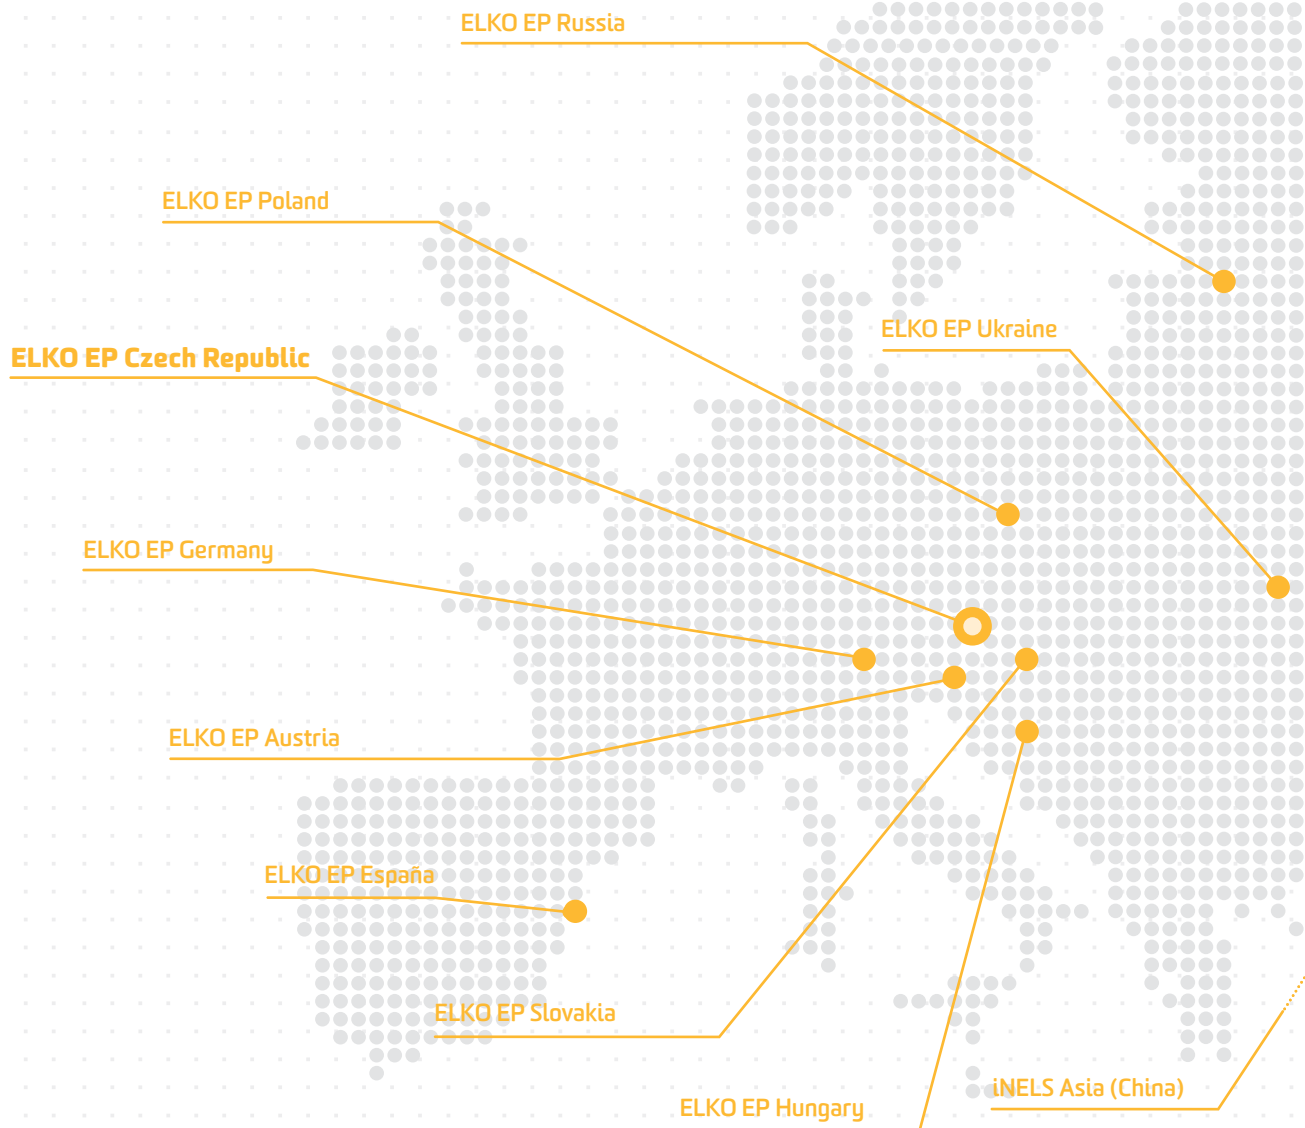 ELKO EP Russia
ELKO EP Poland
ELKO EP Ukraine
ELKO EP Czech Republic
ELKO EP Germany
ELKO EP Austria
ELKO EP España
ELKO EP Slovakia
iNELS Asia (China)
ELKO EP Hungary